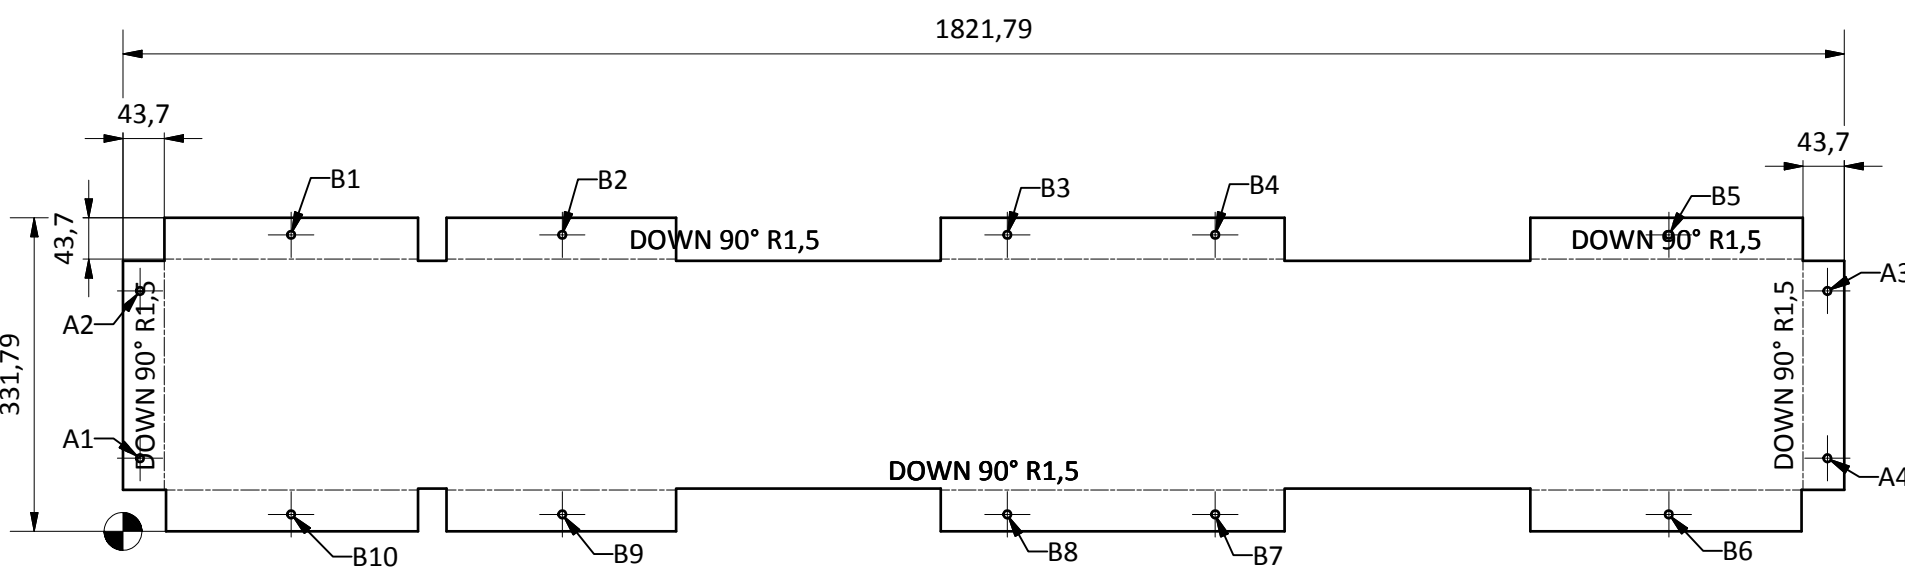 1821,79
43,7
43,7
B1
B2
B3
B4
B5
43,7
DOWN 90° R1,5
DOWN 90° R1,5
A2
DOWN 90° R1,5
A3
DOWN 90° R1,5
331,79
A1
DOWN 90° R1,5
A4
B10
B9
B8
B7
B6